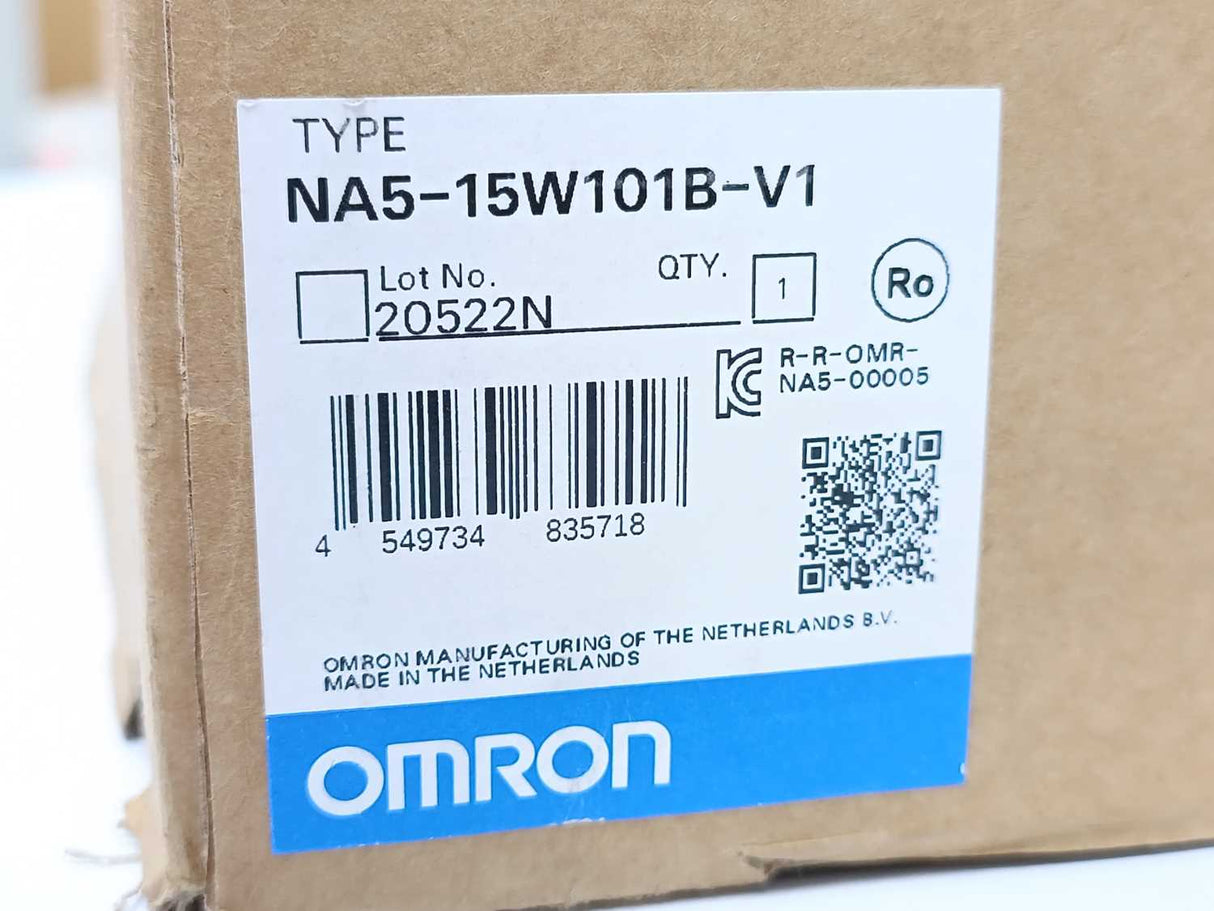 TYPE
NA5-15W101B-V1
Lot No.
20522N
QTY.
1
Ro
KC
R-R-OMR-
NA5-00005
4 549734 835718
OMRON MANUFACTURING OF THE NETHERLANDS B.V.
MADE IN THE NETHERLANDS
OMRON